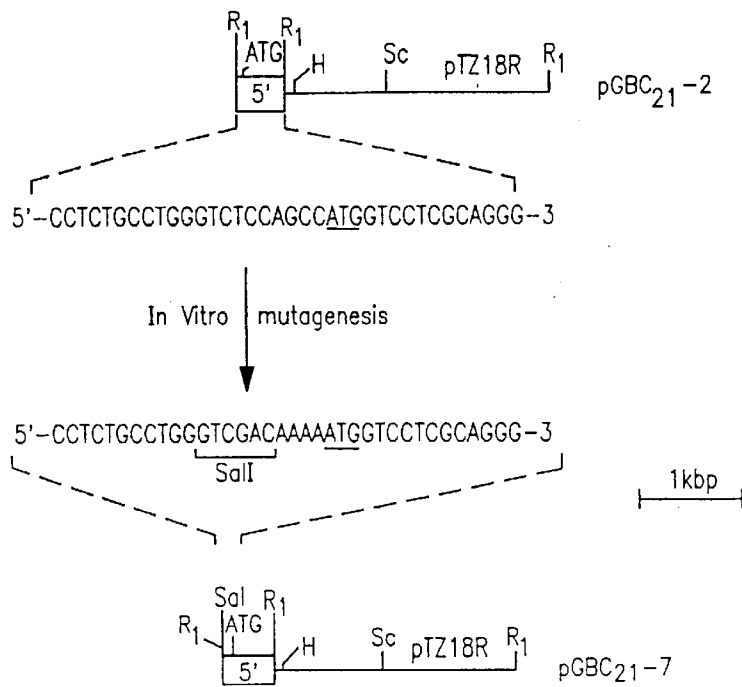 R1 ATG R1 H Sc pTZ18R R1
5' pGBC21-2
5'-CCTCTGCCTGGGTCTCCAGCCATGGTCCTCGCAGGG-3
In Vitro mutagenesis
5'-CCTCTGCCTGGGTCGACAAAAATGGTCCTCGCAGGG-3
SalI
1kbp
Sal
R1 ATG R1 H Sc pTZ18R R1
5' pGBC21-7